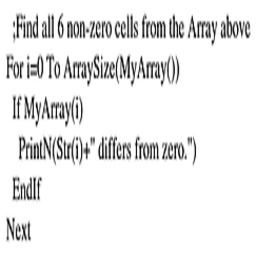 ;Find all 6 non-zero cells from the Array above
For i=0 To ArraySize(MyArray())
If MyArray(i)
PrintN(Str(i)+" differs from zero.")
EndIf
Next